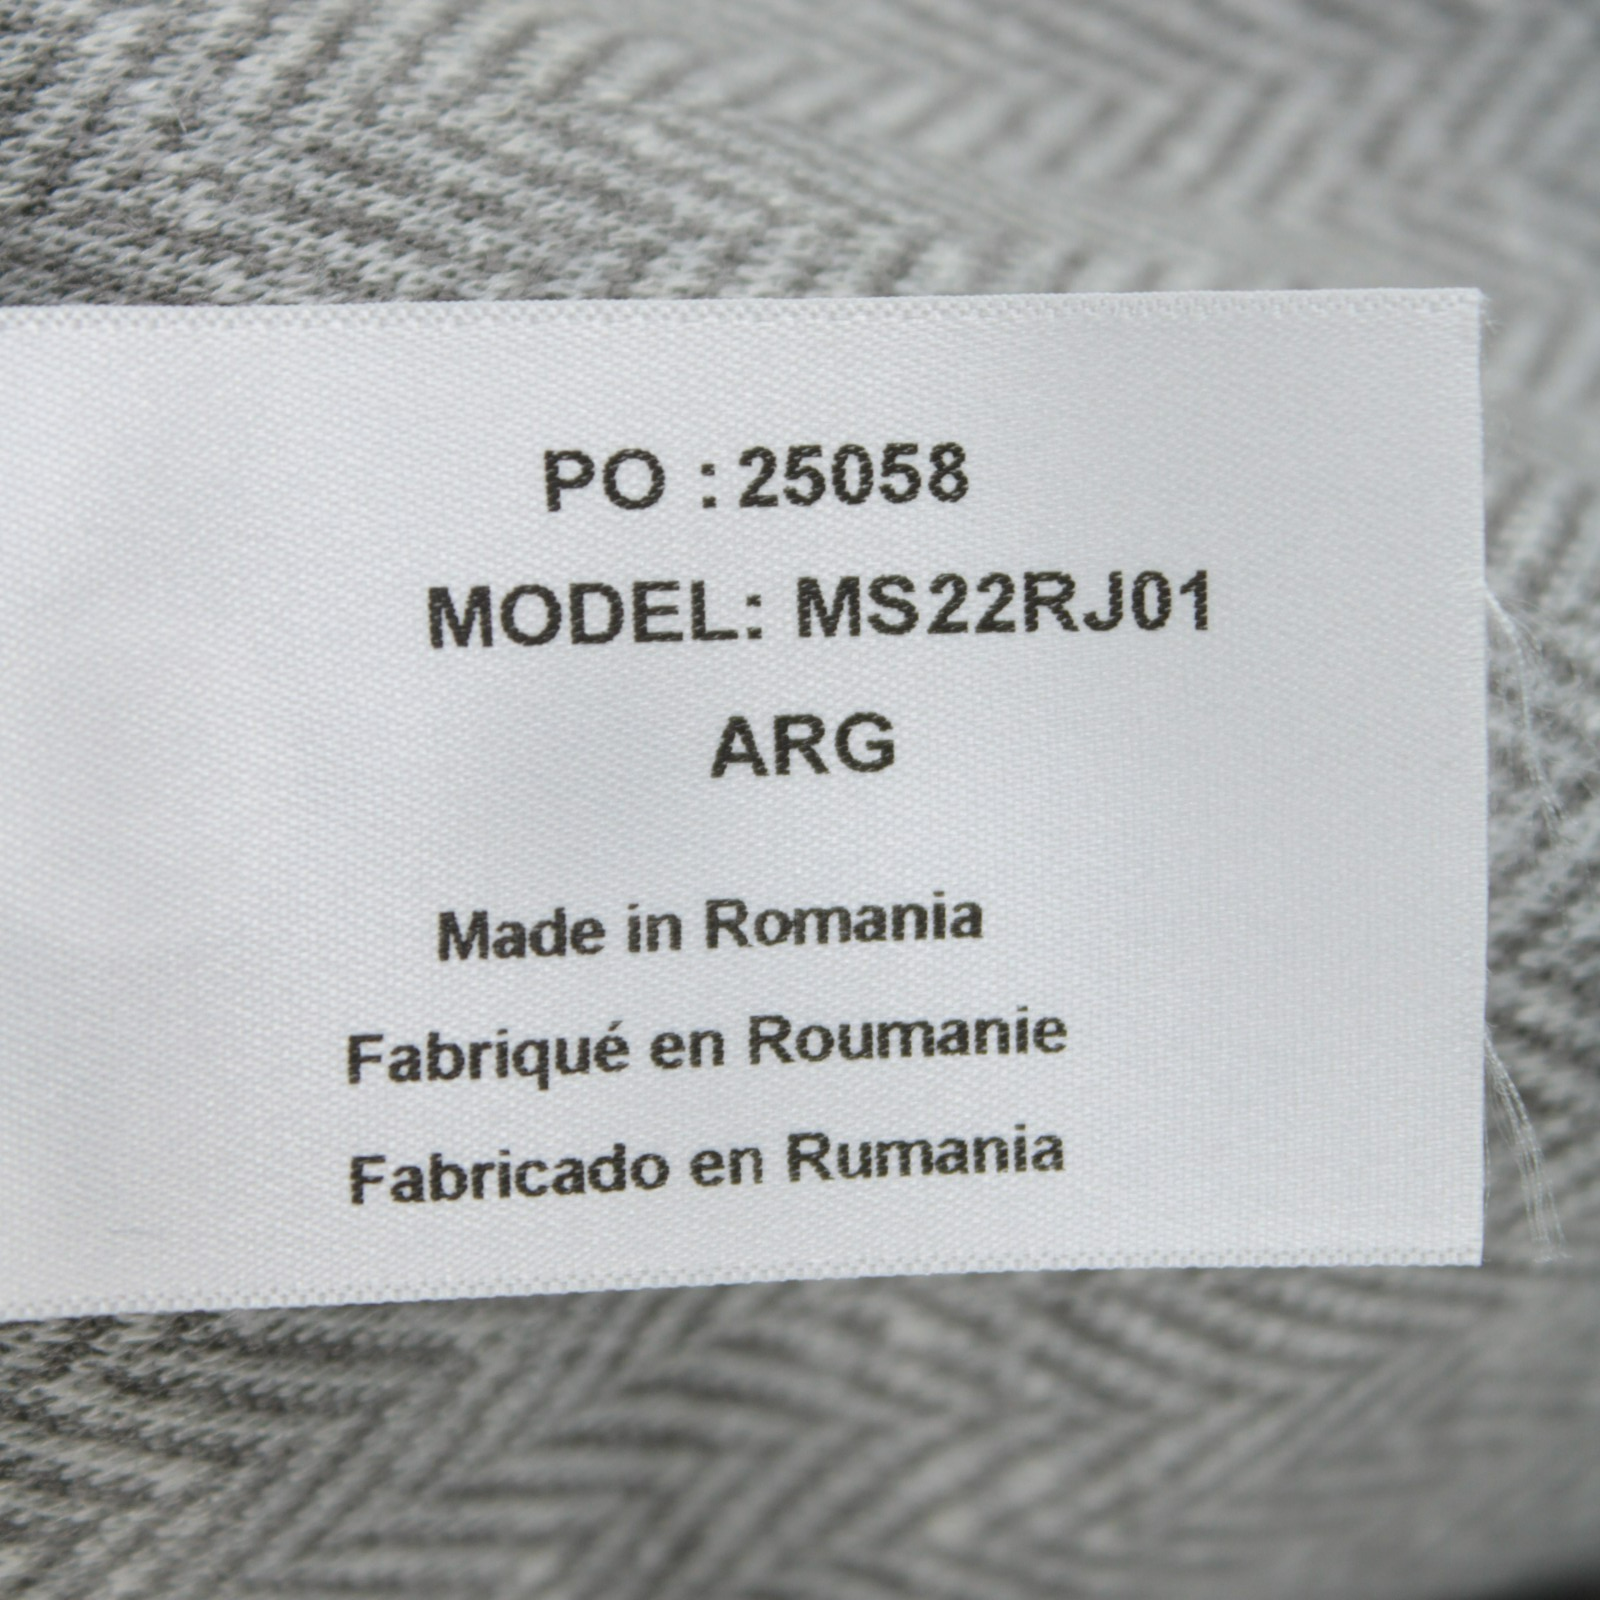 PO : 25058
MODEL: MS22RJ01
ARG
Made in Romania
Fabriqué en Roumanie
Fabricado en Rumania